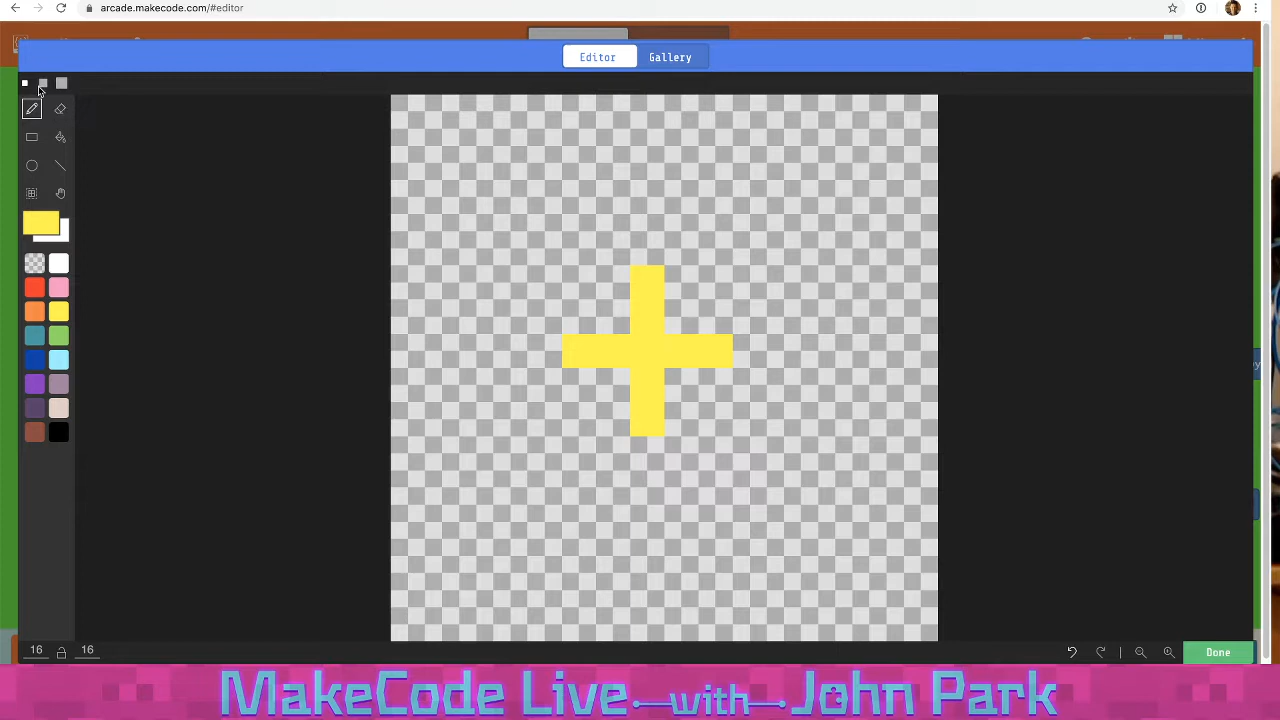 arcade.makecode.com/#editor
Editor Gallery
16 16 Done
MakeCode Live with John Park